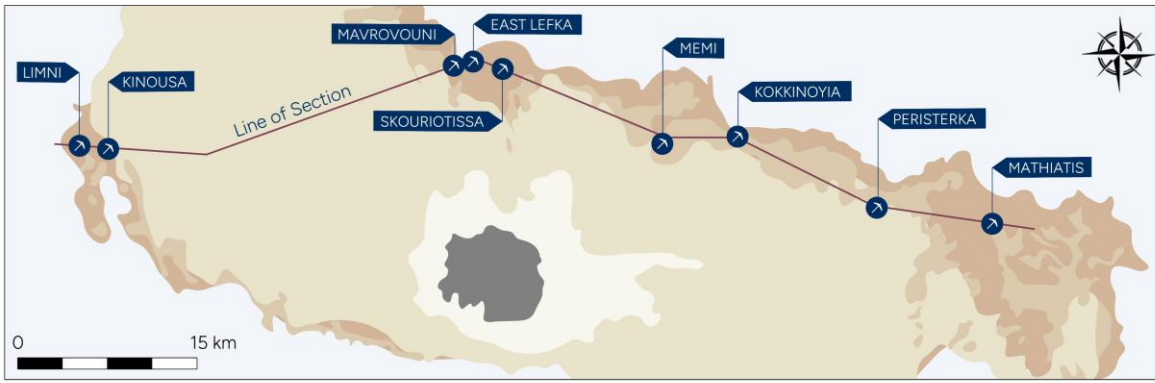 EAST LEFKA
MAVROVOUNI
MEMI
LIMNI
KINOUSA
KOKKINOYIA
Line of Section
SKOURIOTISSA
PERISTERKA
MATHIATIS
0 15 km